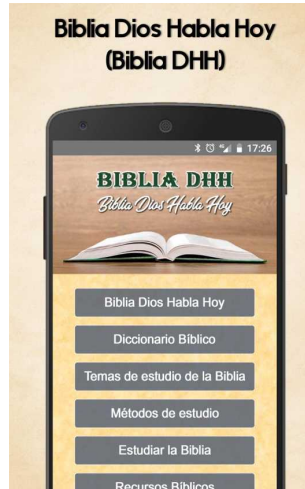 Biblia Dios Habla Hoy
(Biblia DHH)
17:26
BIBLIA DHH
Biblia Dios Habla Hoy
Biblia Dios Habla Hoy
Diccionario Bíblico
Temas de estudio de la Biblia
Métodos de estudio
Estudiar la Biblia
Recursos Bíblicos